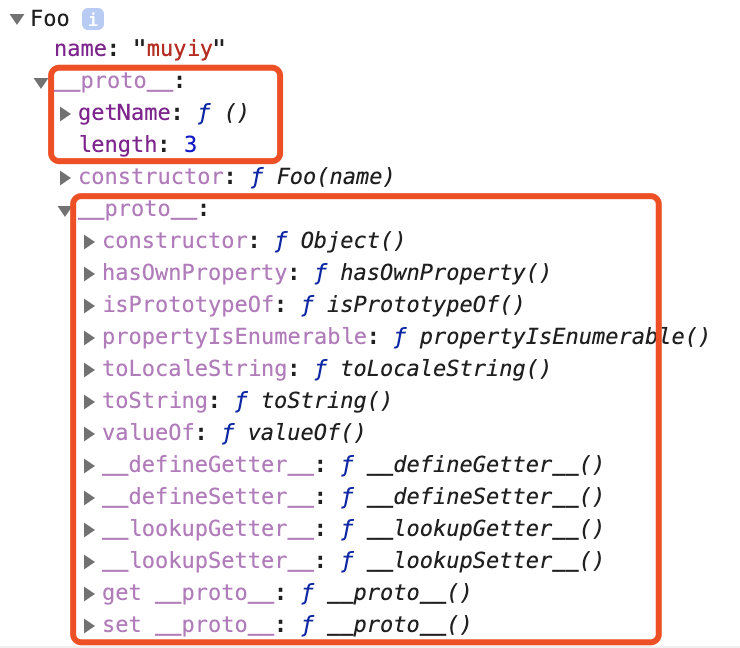 Foo i
name: "muyiy"
__proto__:
getName: ƒ ()
length: 3
constructor: ƒ Foo(name)
__proto__:
constructor: ƒ Object()
hasOwnProperty: ƒ hasOwnProperty()
isPrototypeOf: ƒ isPrototypeOf()
propertyIsEnumerable: ƒ propertyIsEnumerable()
toLocaleString: ƒ toLocaleString()
toString: ƒ toString()
valueOf: ƒ valueOf()
__defineGetter__: ƒ __defineGetter__()
__defineSetter__: ƒ __defineSetter__()
__lookupGetter__: ƒ __lookupGetter__()
__lookupSetter__: ƒ __lookupSetter__()
get __proto__: ƒ __proto__()
set __proto__: ƒ __proto__()